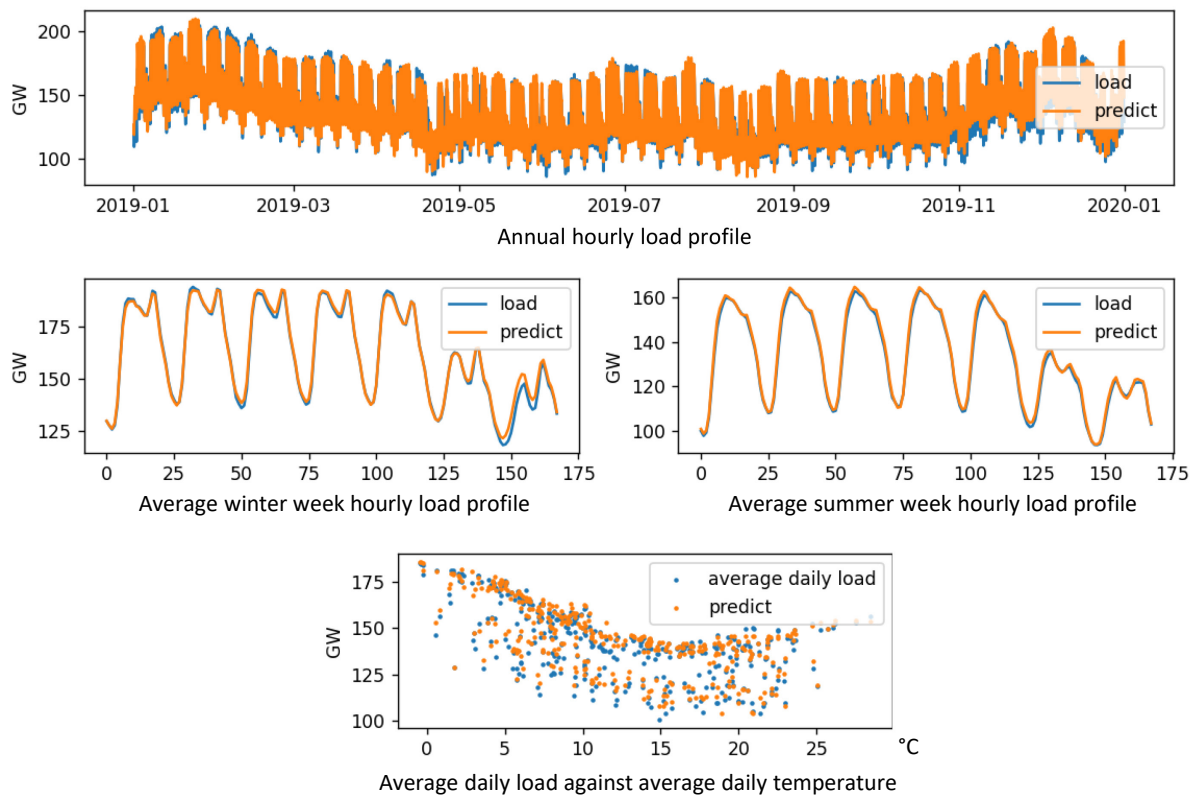 200
150
100
GW
load
predict
2019-01 2019-03 2019-05 2019-07 2019-09 2019-11 2020-01
Annual hourly load profile
175
150
125
GW
load
predict
0 25 50 75 100 125 150 175
Average winter week hourly load profile
160
140
120
100
GW
load
predict
0 25 50 75 100 125 150 175
Average summer week hourly load profile
175
150
125
100
GW
average daily load
predict
0 5 10 15 20 25 °C
Average daily load against average daily temperature